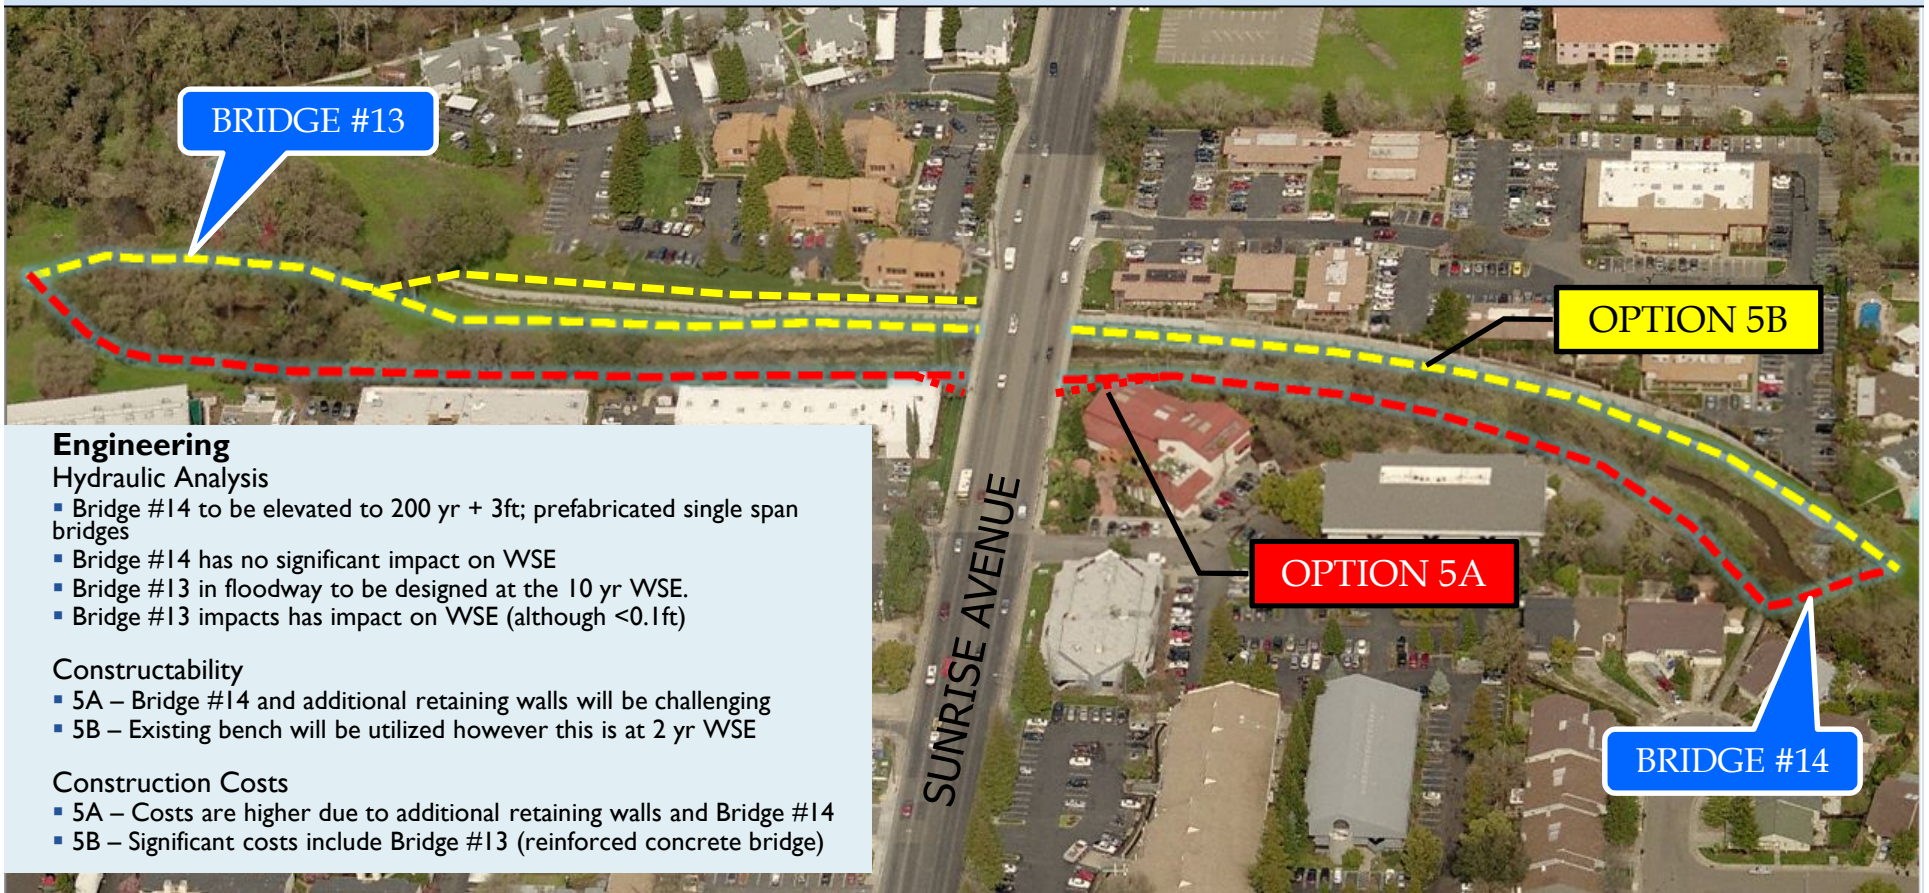 BRIDGE #13
OPTION 5B
OPTION 5A
SUNRISE AVENUE
BRIDGE #14
Engineering
Hydraulic Analysis
▪ Bridge #14 to be elevated to 200 yr + 3ft; prefabricated single span
bridges
▪ Bridge #14 has no significant impact on WSE
▪ Bridge #13 in floodway to be designed at the 10 yr WSE.
▪ Bridge #13 impacts has impact on WSE (although <0.1ft)
Constructability
▪ 5A – Bridge #14 and additional retaining walls will be challenging
▪ 5B – Existing bench will be utilized however this is at 2 yr WSE
Construction Costs
▪ 5A – Costs are higher due to additional retaining walls and Bridge #14
▪ 5B – Significant costs include Bridge #13 (reinforced concrete bridge)